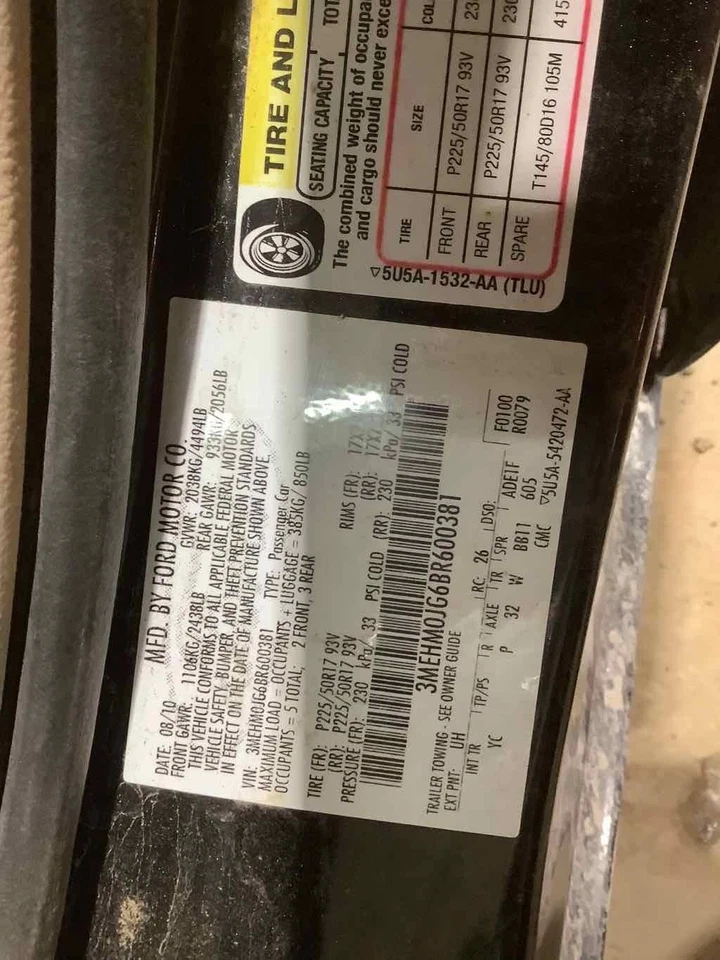 MFD. BY FORD MOTOR CO.
DATE: 08/10 GVWR: 2038KG/4494LB
FRONT GAWR: 1106KG/2438LB REAR GAWR: 933KG/2056LB
THIS VEHICLE CONFORMS TO ALL APPLICABLE FEDERAL MOTOR
VEHICLE SAFETY, BUMPER, AND THEFT PREVENTION STANDARDS
IN EFFECT ON THE DATE OF MANUFACTURE SHOWN ABOVE.
VIN: 3MEHM0JG6BR600381 TYPE: Passenger Car
MAXIMUM LOAD = OCCUPANTS + LUGGAGE = 385KG/ 850LB
OCCUPANTS = 5 TOTAL; 2 FRONT, 3 REAR
TIRE (FR): P225/50R17 93V RIMS (FR): 17X
(RR): P225/50R17 93V (RR): 17X
PRESSURE (FR): 230 kPa/ 33 PSI COLD (RR): 230 kPa/ 33 PSI COLD
3MEHM0JG6BR600381
TRAILER TOWING - SEE OWNER GUIDE
EXT PNT: UH RC: 26 DSO: F0100
R0079
INT TR TP/PS R AXLE TR SPR
YC P 32 W BB11 ADE1F
605
CMC ▽5U5A-5420472-AA
TIRE AND L
SEATING CAPACITY TOT
The combined weight of occupa
and cargo should never exce
TIRE SIZE COL
FRONT P225/50R17 93V 23
REAR P225/50R17 93V 230
SPARE T145/80D16 105M 415
▽5U5A-1532-AA (TLU)